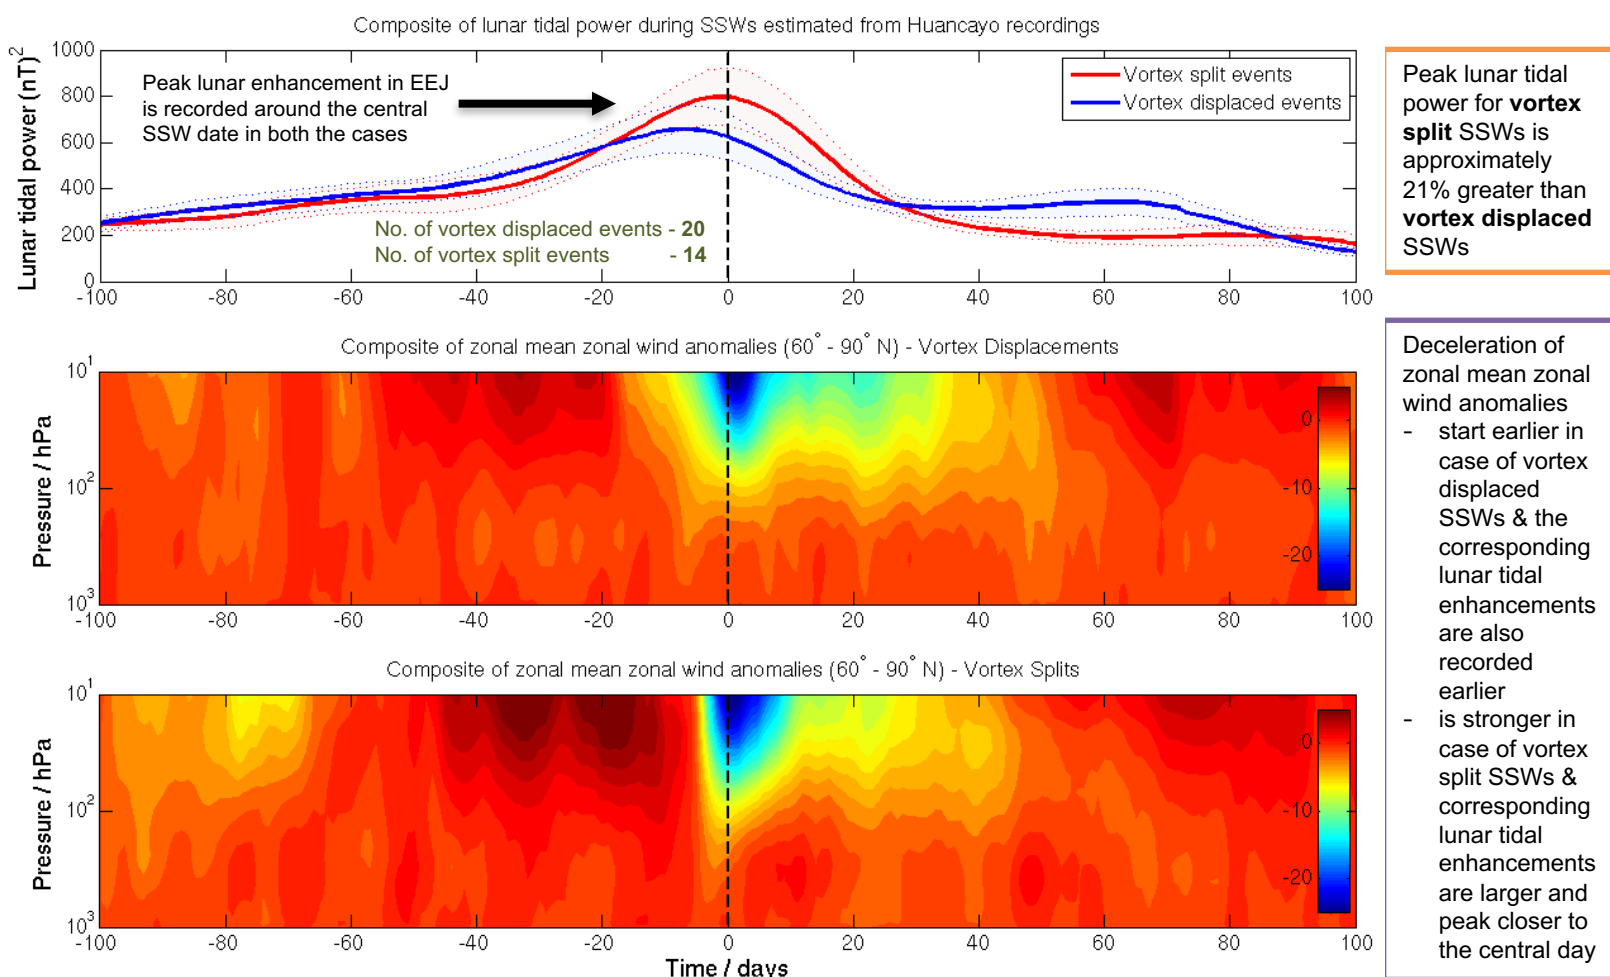 Composite of lunar tidal power during SSWs estimated from Huancayo recordings
Lunar tidal power (nT)²
1000
800
600
400
200
0
Peak lunar enhancement in EEJ
is recorded around the central
SSW date in both the cases
Vortex split events
Vortex displaced events
No. of vortex displaced events - 20
No. of vortex split events - 14
-100 -80 -60 -40 -20 0 20 40 60 80 100
Peak lunar tidal
power for vortex
split SSWs is
approximately
21% greater than
vortex displaced
SSWs
Composite of zonal mean zonal wind anomalies (60° - 90° N) - Vortex Displacements
Pressure / hPa
10¹
10²
10³
0
-10
-20
-100 -80 -60 -40 -20 0 20 40 60 80 100
Composite of zonal mean zonal wind anomalies (60° - 90° N) - Vortex Splits
Pressure / hPa
10¹
10²
10³
0
-10
-20
-100 -80 -60 -40 -20 0 20 40 60 80 100
Time / days
Deceleration of
zonal mean zonal
wind anomalies
- start earlier in
case of vortex
displaced
SSWs & the
corresponding
lunar tidal
enhancements
are also
recorded
earlier
- is stronger in
case of vortex
split SSWs &
corresponding
lunar tidal
enhancements
are larger and
peak closer to
the central day